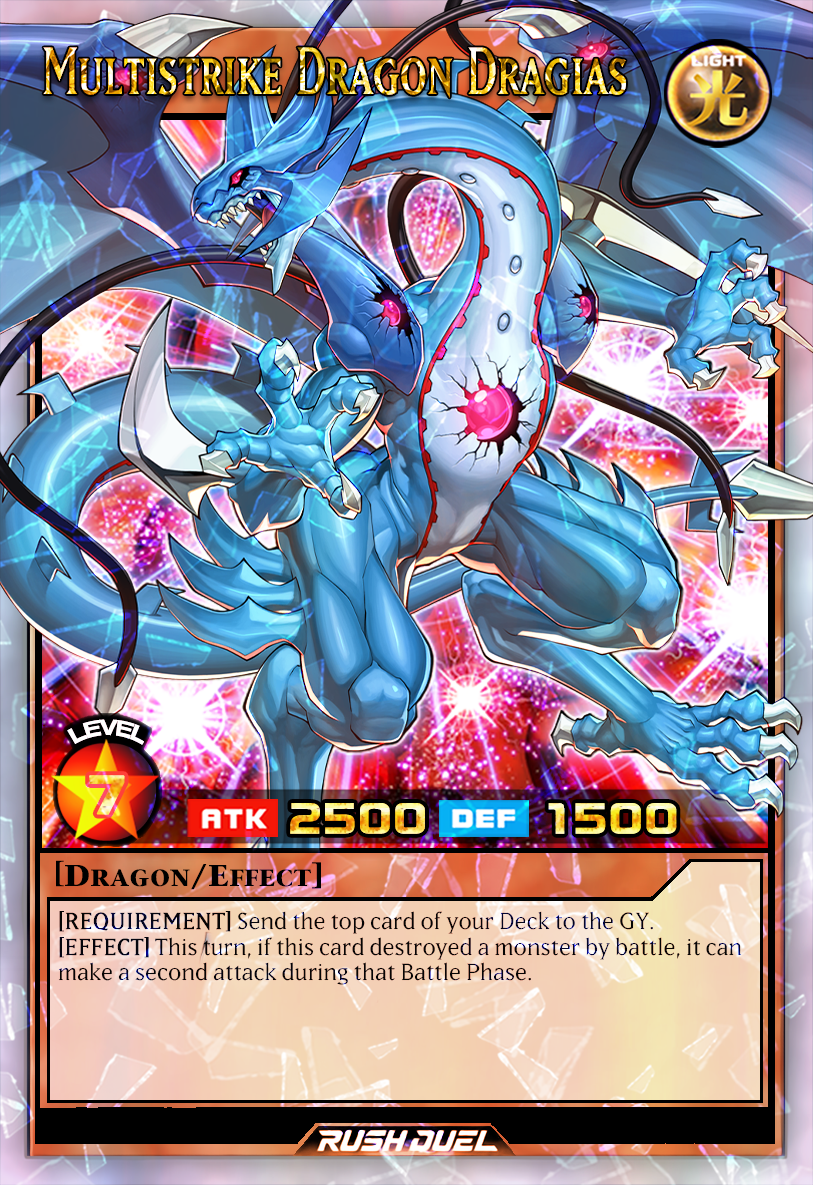 Multistrike Dragon Dragias
LIGHT
光
LEVEL
7
ATK 2500 DEF 1500
[Dragon/Effect]
[REQUIREMENT] Send the top card of your Deck to the GY.
[EFFECT] This turn, if this card destroyed a monster by battle, it can
make a second attack during that Battle Phase.
RUSH DUEL